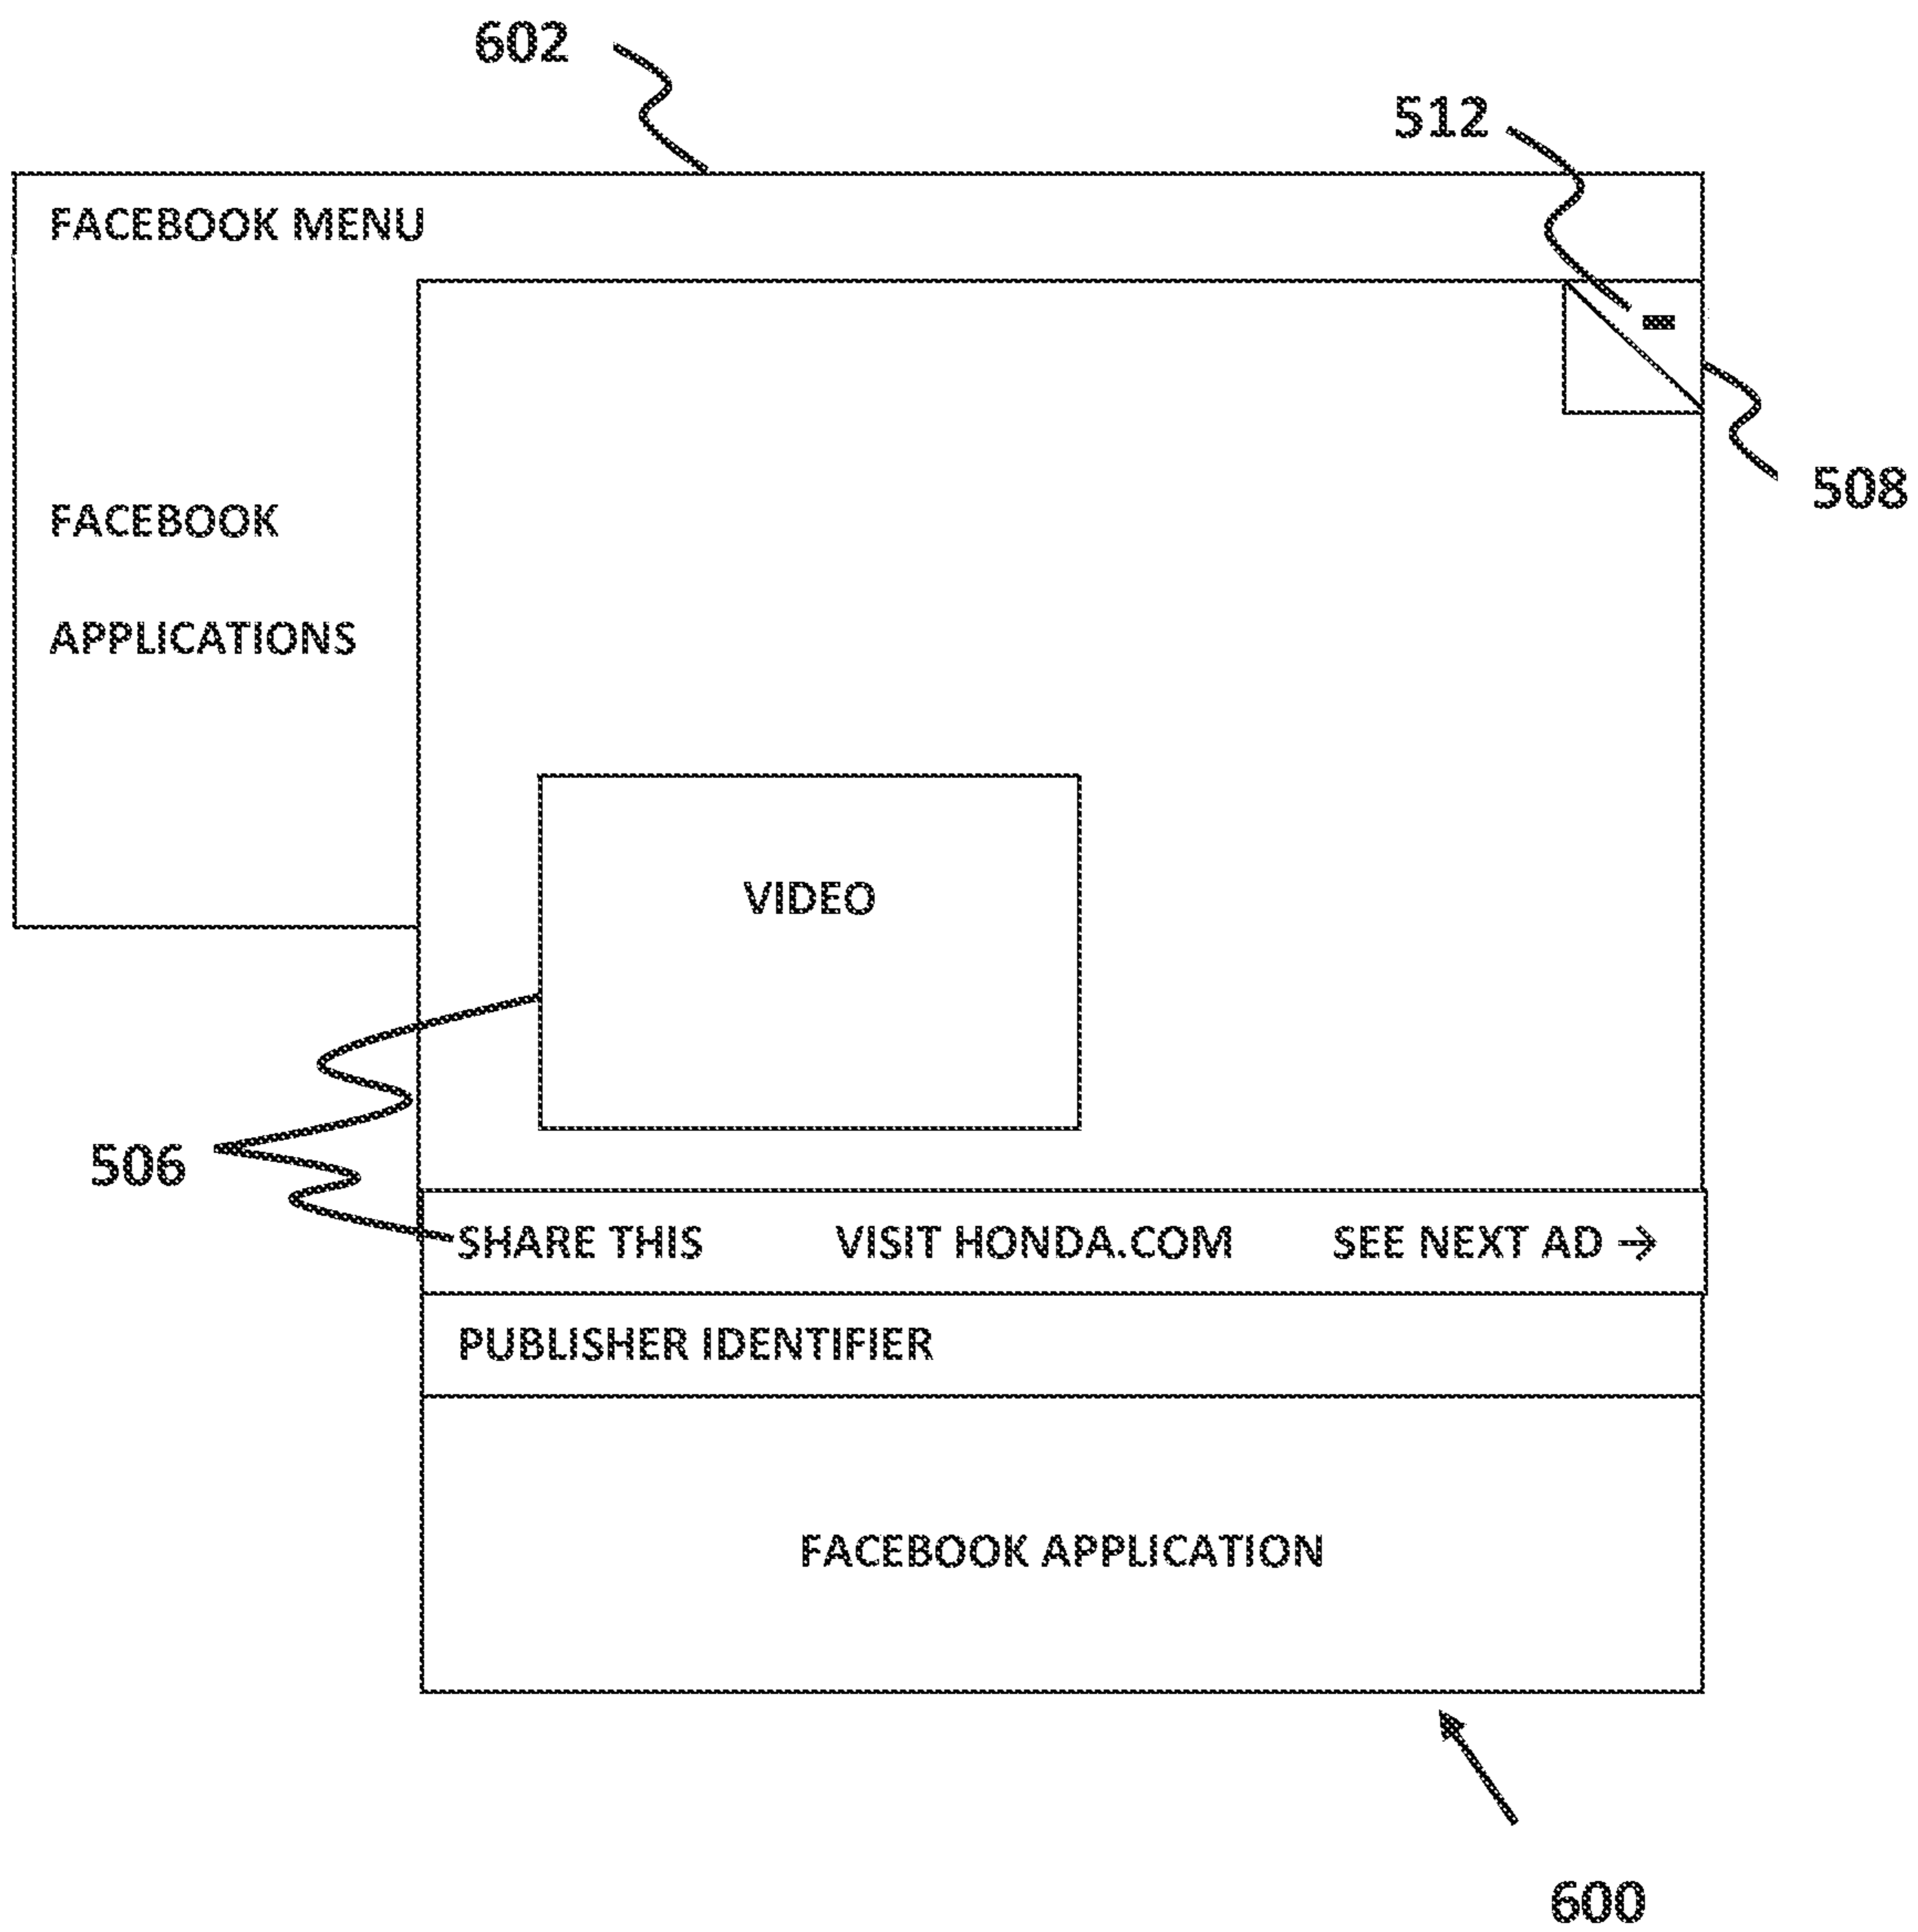 602
512
FACEBOOK MENU
508
FACEBOOK
APPLICATIONS
VIDEO
506
SHARE THIS VISIT HONDA.COM SEE NEXT AD →
PUBLISHER IDENTIFIER
FACEBOOK APPLICATION
600